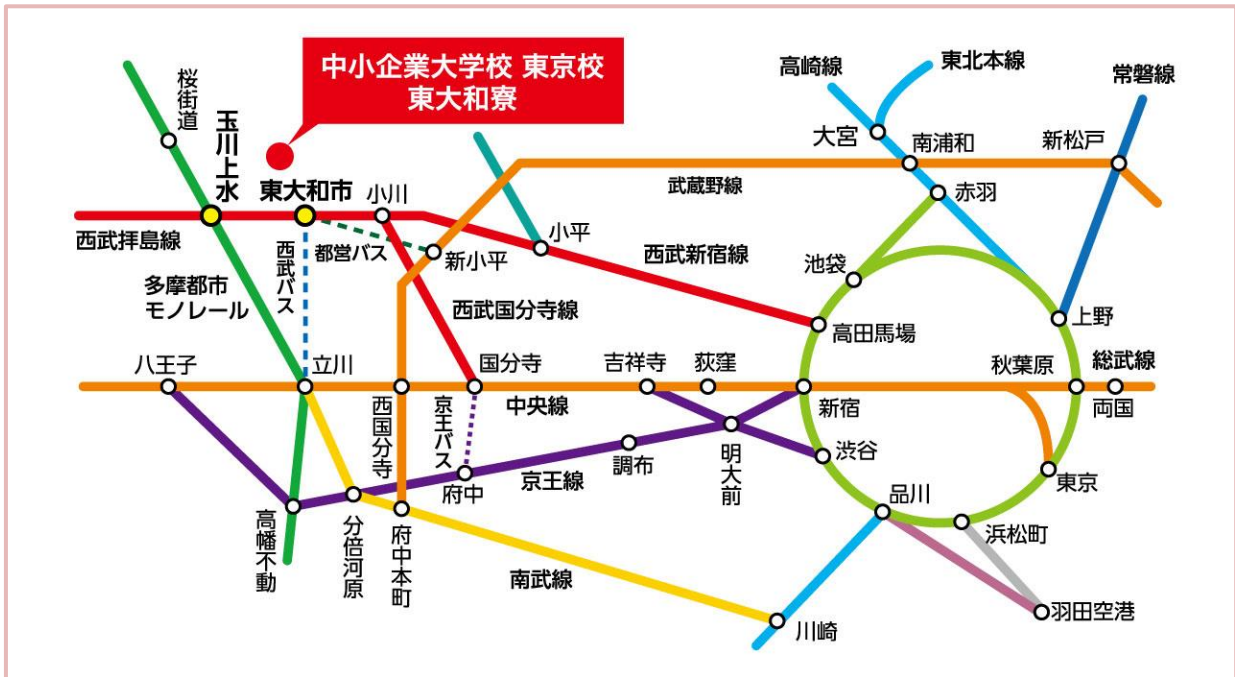 中小企業大学校 東京校
東大和寮
桜街道
玉川上水
東大和市
小川
西武拝島線
西武バス
都営バス
新小平
小平
西武新宿線
多摩都市
モノレール
西武国分寺線
高崎線
東北本線
常磐線
大宮
南浦和
新松戸
武蔵野線
赤羽
池袋
高田馬場
上野
八王子
立川
国分寺
吉祥寺
荻窪
秋葉原
総武線
西国分寺
京王バス
中央線
新宿
両国
明大前
渋谷
調布
府中
京王線
品川
東京
浜松町
高幡不動
分倍河原
府中本町
南武線
川崎
羽田空港